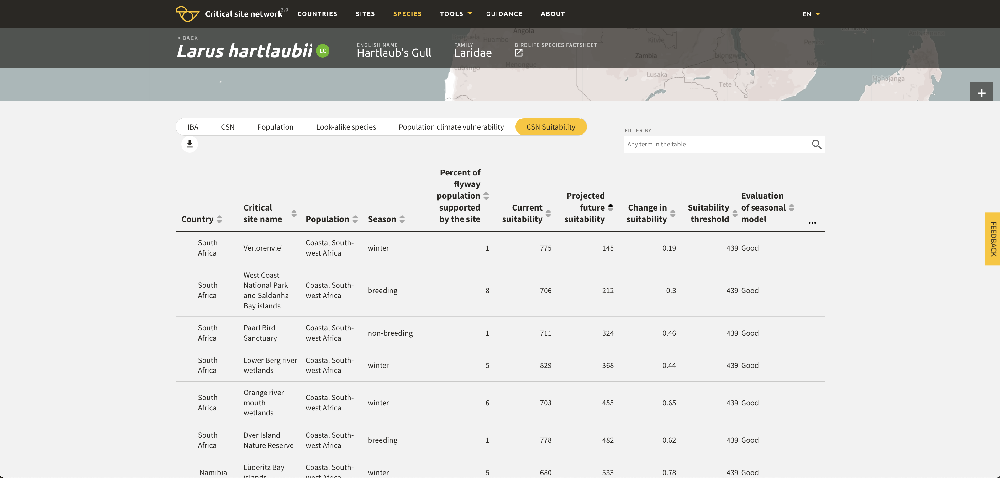 Critical site network 2.0
COUNTRIES
SITES
SPECIES
TOOLS
GUIDANCE
ABOUT
EN
< BACK
Larus hartlaubii
LC
ENGLISH NAME
Hartlaub's Gull
FAMILY
Laridae
BIRDLIFE SPECIES FACTSHEET
Angola
Benguela
Huambo
Kitwe
Comoros
Antsiranana
Pemba
Zambia
Lilongwe
Menongue
Lubango
Nacala
Lusaka
Tete
Mahajanga
+
IBA
CSN
Population
Look-alike species
Population climate vulnerability
CSN Suitability
FILTER BY
Any term in the table
Country
Critical
site name
Population
Season
Percent of
flyway
population
supported
by the site
Current
suitability
Projected
future
suitability
Change in
suitability
Suitability
threshold
Evaluation
of seasonal
model
...
South
Africa
Verlorenvlei
Coastal South-
west Africa
winter
1
775
145
0.19
439
Good
South
Africa
West Coast
National Park
and Saldanha
Bay islands
Coastal South-
west Africa
breeding
8
706
212
0.3
439
Good
South
Africa
Paarl Bird
Sanctuary
Coastal South-
west Africa
non-breeding
1
711
324
0.46
439
Good
South
Africa
Lower Berg river
wetlands
Coastal South-
west Africa
winter
5
829
368
0.44
439
Good
South
Africa
Orange river
mouth
wetlands
Coastal South-
west Africa
winter
6
703
455
0.65
439
Good
South
Africa
Dyer Island
Nature Reserve
Coastal South-
west Africa
breeding
1
778
482
0.62
439
Good
Namibia
Lüderitz Bay
islands
Coastal South-
west Africa
winter
5
680
533
0.78
439
Good
FEEDBACK